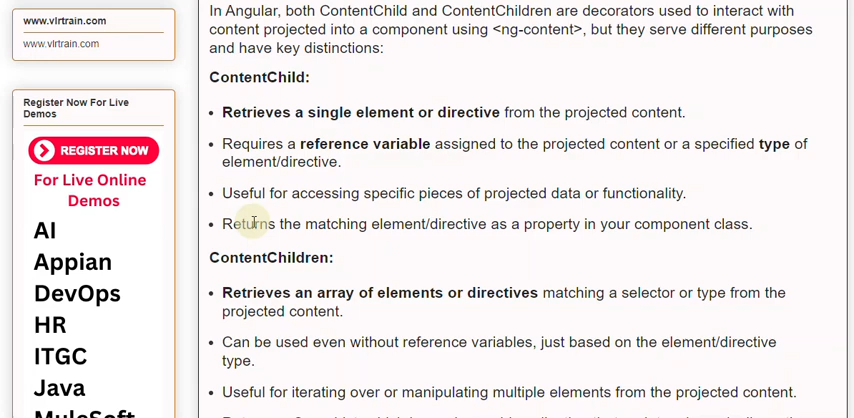 www.vlrtrain.com
www.vlrtrain.com
Register Now For Live
Demos
REGISTER NOW
For Live Online
Demos
AI
Appian
DevOps
HR
ITGC
Java
MuleSoft
In Angular, both ContentChild and ContentChildren are decorators used to interact with
content projected into a component using <ng-content>, but they serve different purposes
and have key distinctions:
ContentChild:
• Retrieves a single element or directive from the projected content.
• Requires a reference variable assigned to the projected content or a specified type of
element/directive.
• Useful for accessing specific pieces of projected data or functionality.
• Returns the matching element/directive as a property in your component class.
ContentChildren:
• Retrieves an array of elements or directives matching a selector or type from the
projected content.
• Can be used even without reference variables, just based on the element/directive
type.
• Useful for iterating over or manipulating multiple elements from the projected content.